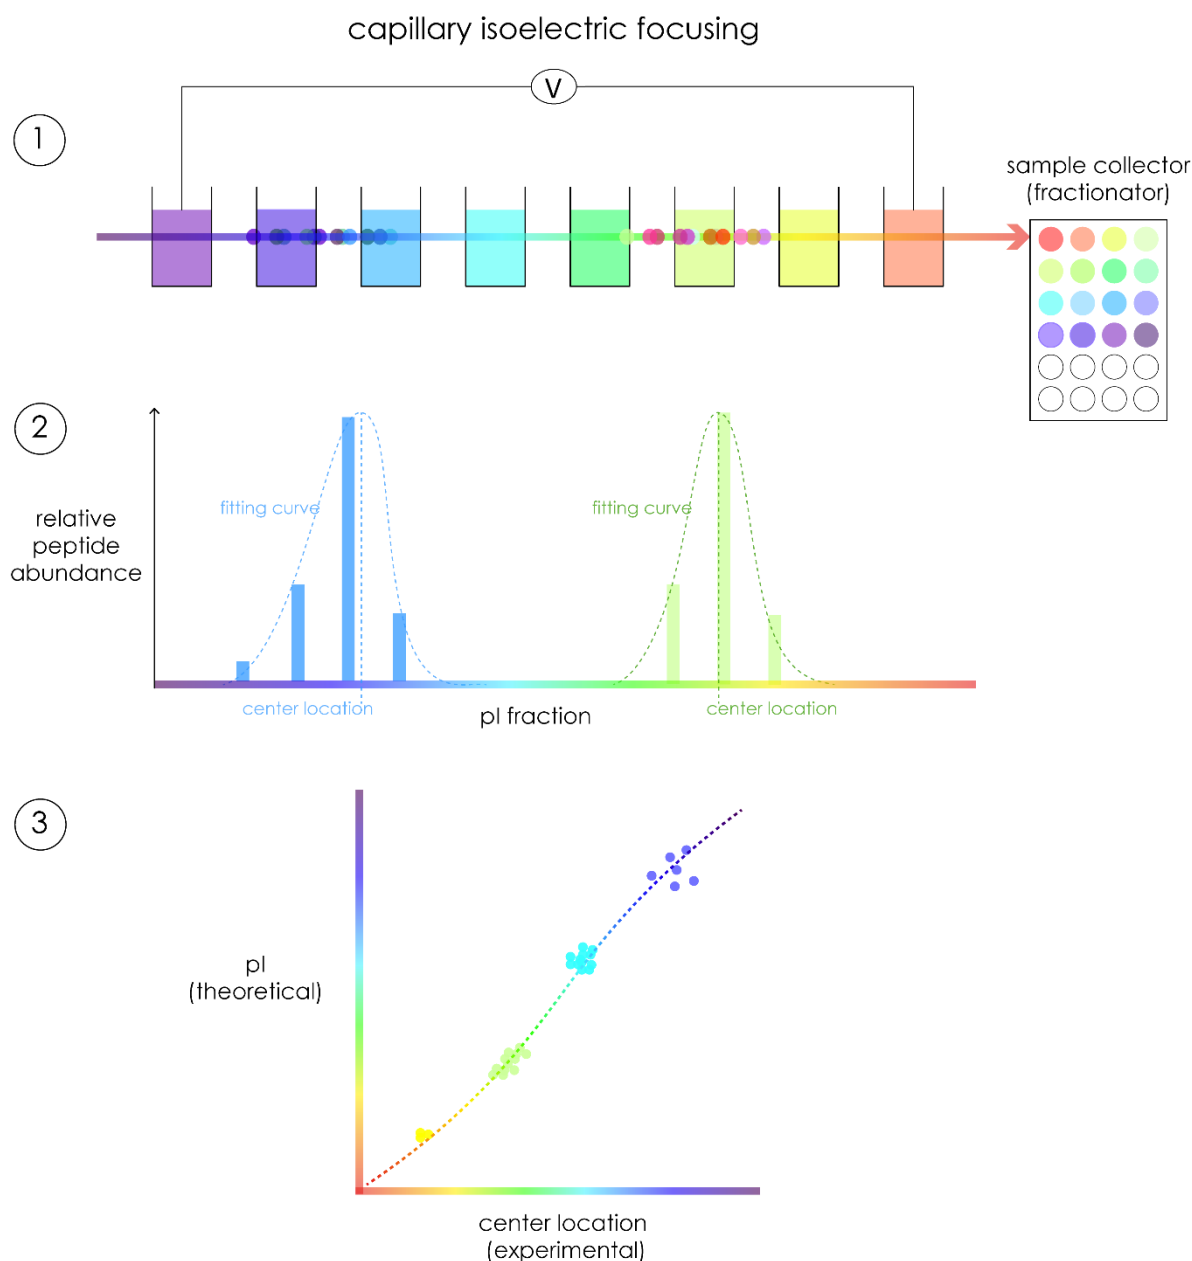 capillary isoelectric focusing
V
1
sample collector
(fractionator)
2
relative
peptide
abundance
fitting curve
fitting curve
center location
pI fraction
center location
3
pI
(theoretical)
center location
(experimental)